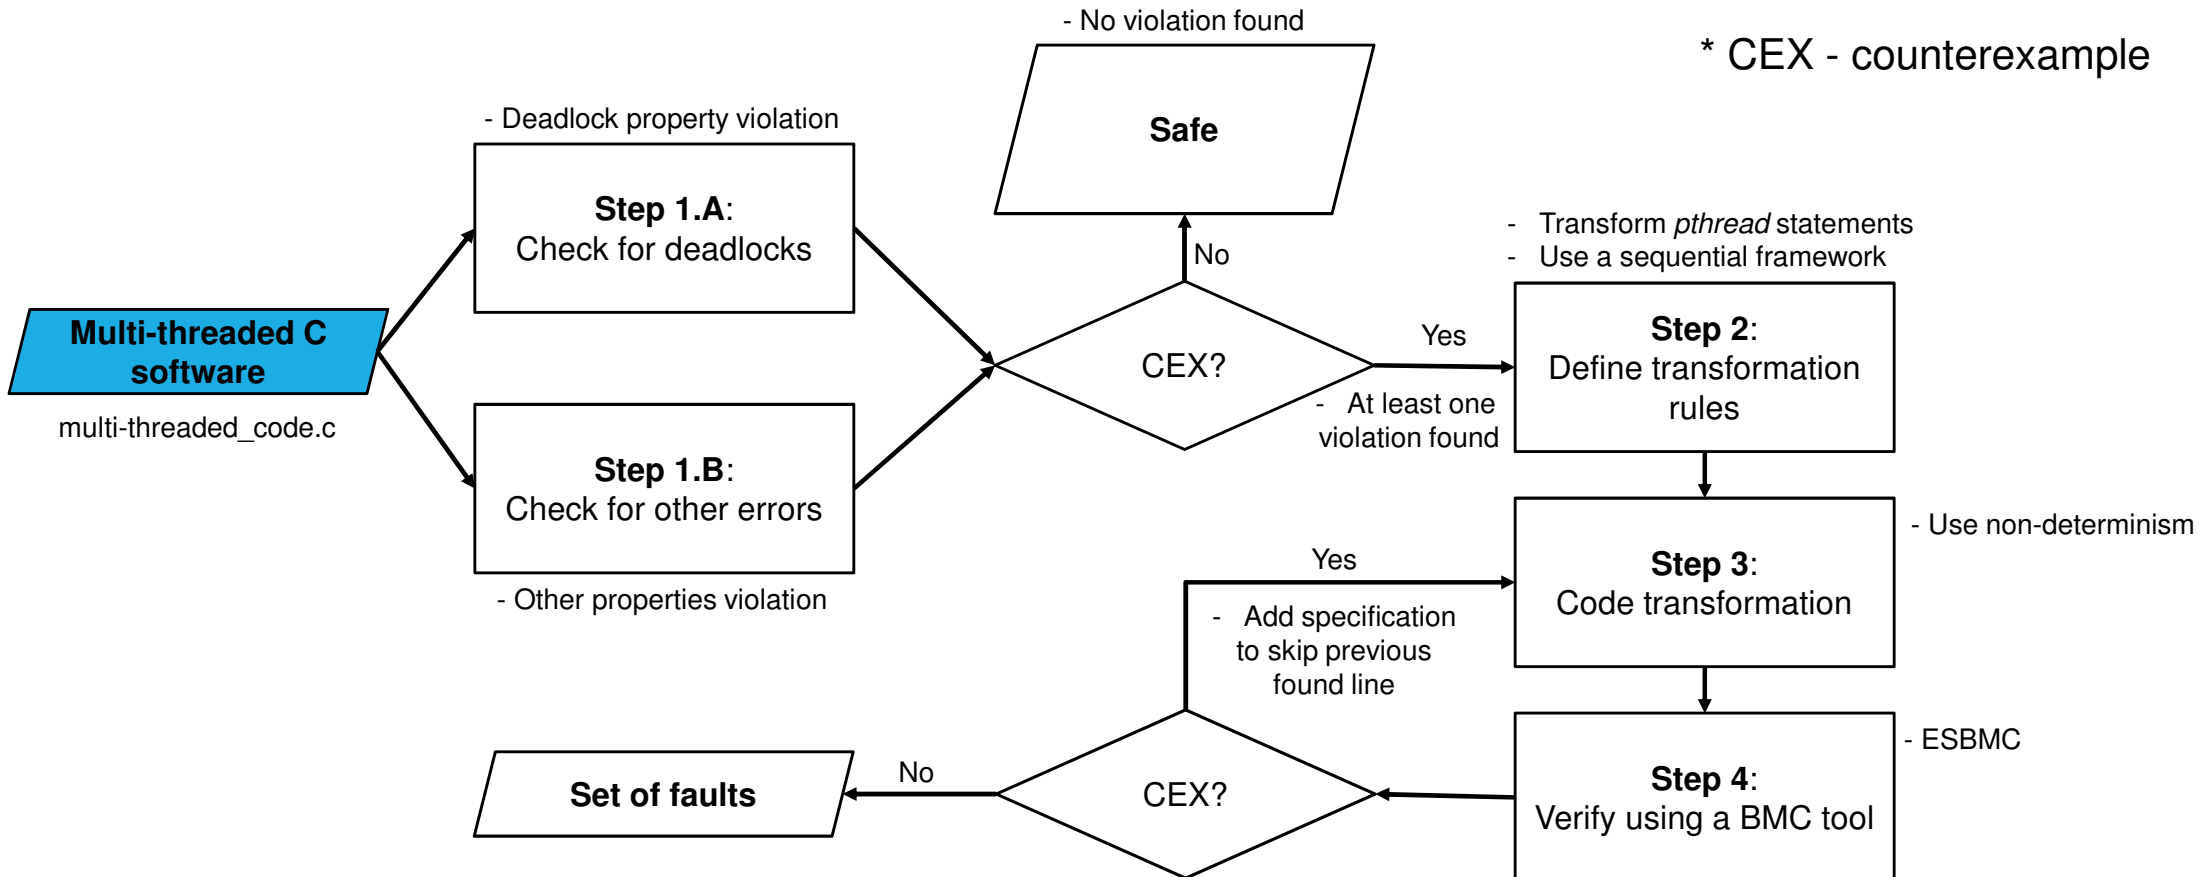 - No violation found
* CEX - counterexample
Safe
- Deadlock property violation
Step 1.A:
Check for deadlocks
No
- Transform pthread statements
- Use a sequential framework
Multi-threaded C
software
multi-threaded_code.c
CEX?
Yes
- At least one
violation found
Step 2:
Define transformation
rules
Step 1.B:
Check for other errors
- Other properties violation
Yes
- Add specification
to skip previous
found line
Step 3:
Code transformation
- Use non-determinism
Set of faults
No
CEX?
Step 4:
Verify using a BMC tool
- ESBMC